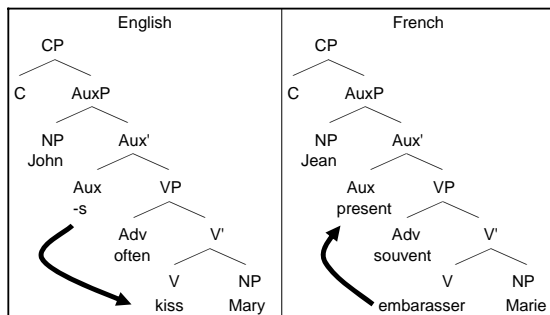 English
CP
C AuxP
NP Aux'
John
Aux VP
-s
Adv V'
often
V NP
kiss Mary
French
CP
C AuxP
NP Aux'
Jean
Aux VP
present
Adv V'
souvent
V NP
embarasser Marie